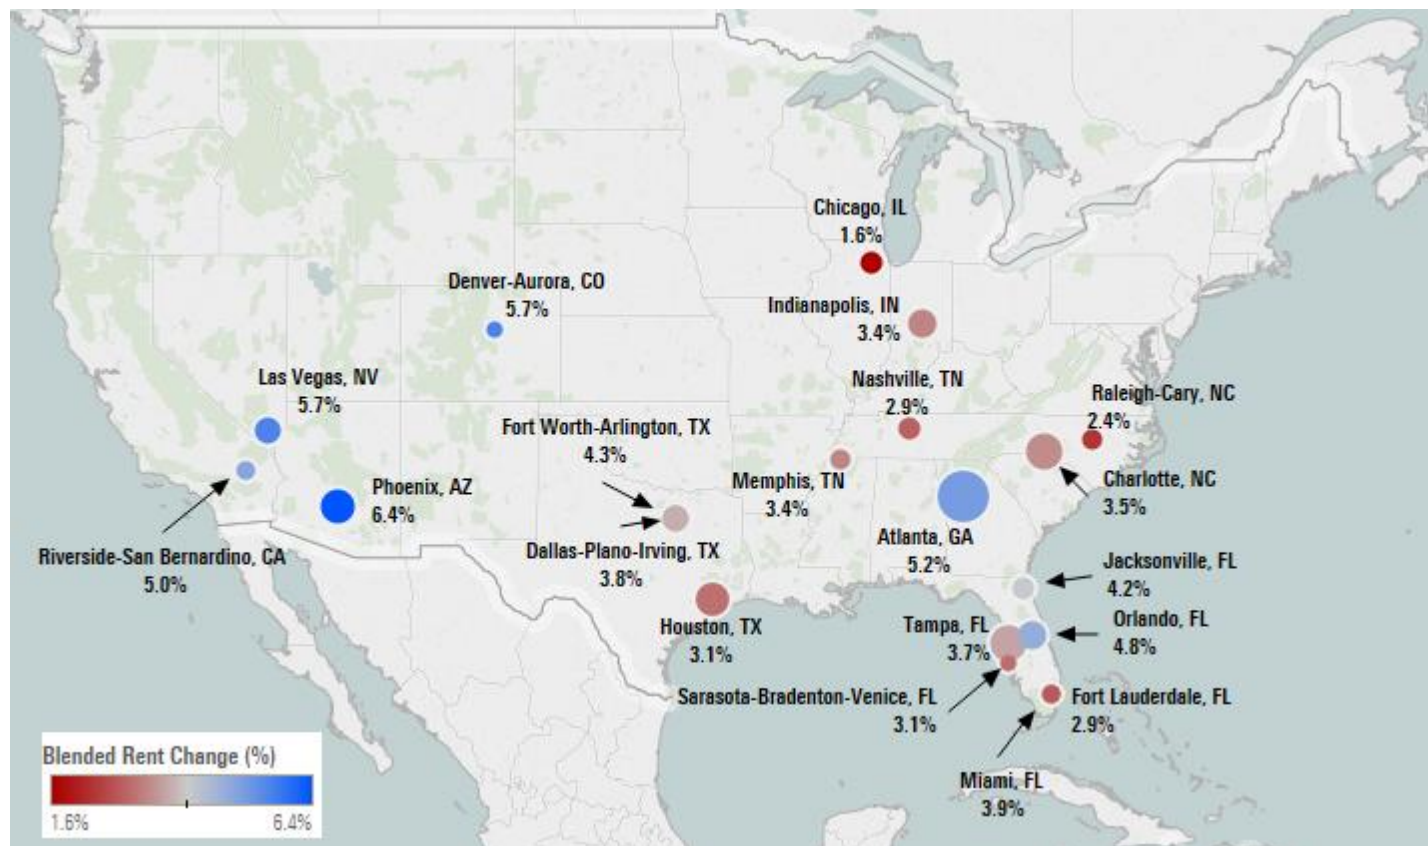 Chicago, IL
1.6%
Denver-Aurora, CO
5.7%
Indianapolis, IN
3.4%
Las Vegas, NV
5.7%
Nashville, TN
2.9%
Raleigh-Cary, NC
2.4%
Fort Worth-Arlington, TX
4.3%
Memphis, TN
3.4%
Charlotte, NC
3.5%
Phoenix, AZ
6.4%
Riverside-San Bernardino, CA
5.0%
Dallas-Plano-Irving, TX
3.8%
Atlanta, GA
5.2%
Jacksonville, FL
4.2%
Houston, TX
3.1%
Tampa, FL
3.7%
Orlando, FL
4.8%
Sarasota-Bradenton-Venice, FL
3.1%
Fort Lauderdale, FL
2.9%
Miami, FL
3.9%
Blended Rent Change (%)
1.6% 6.4%